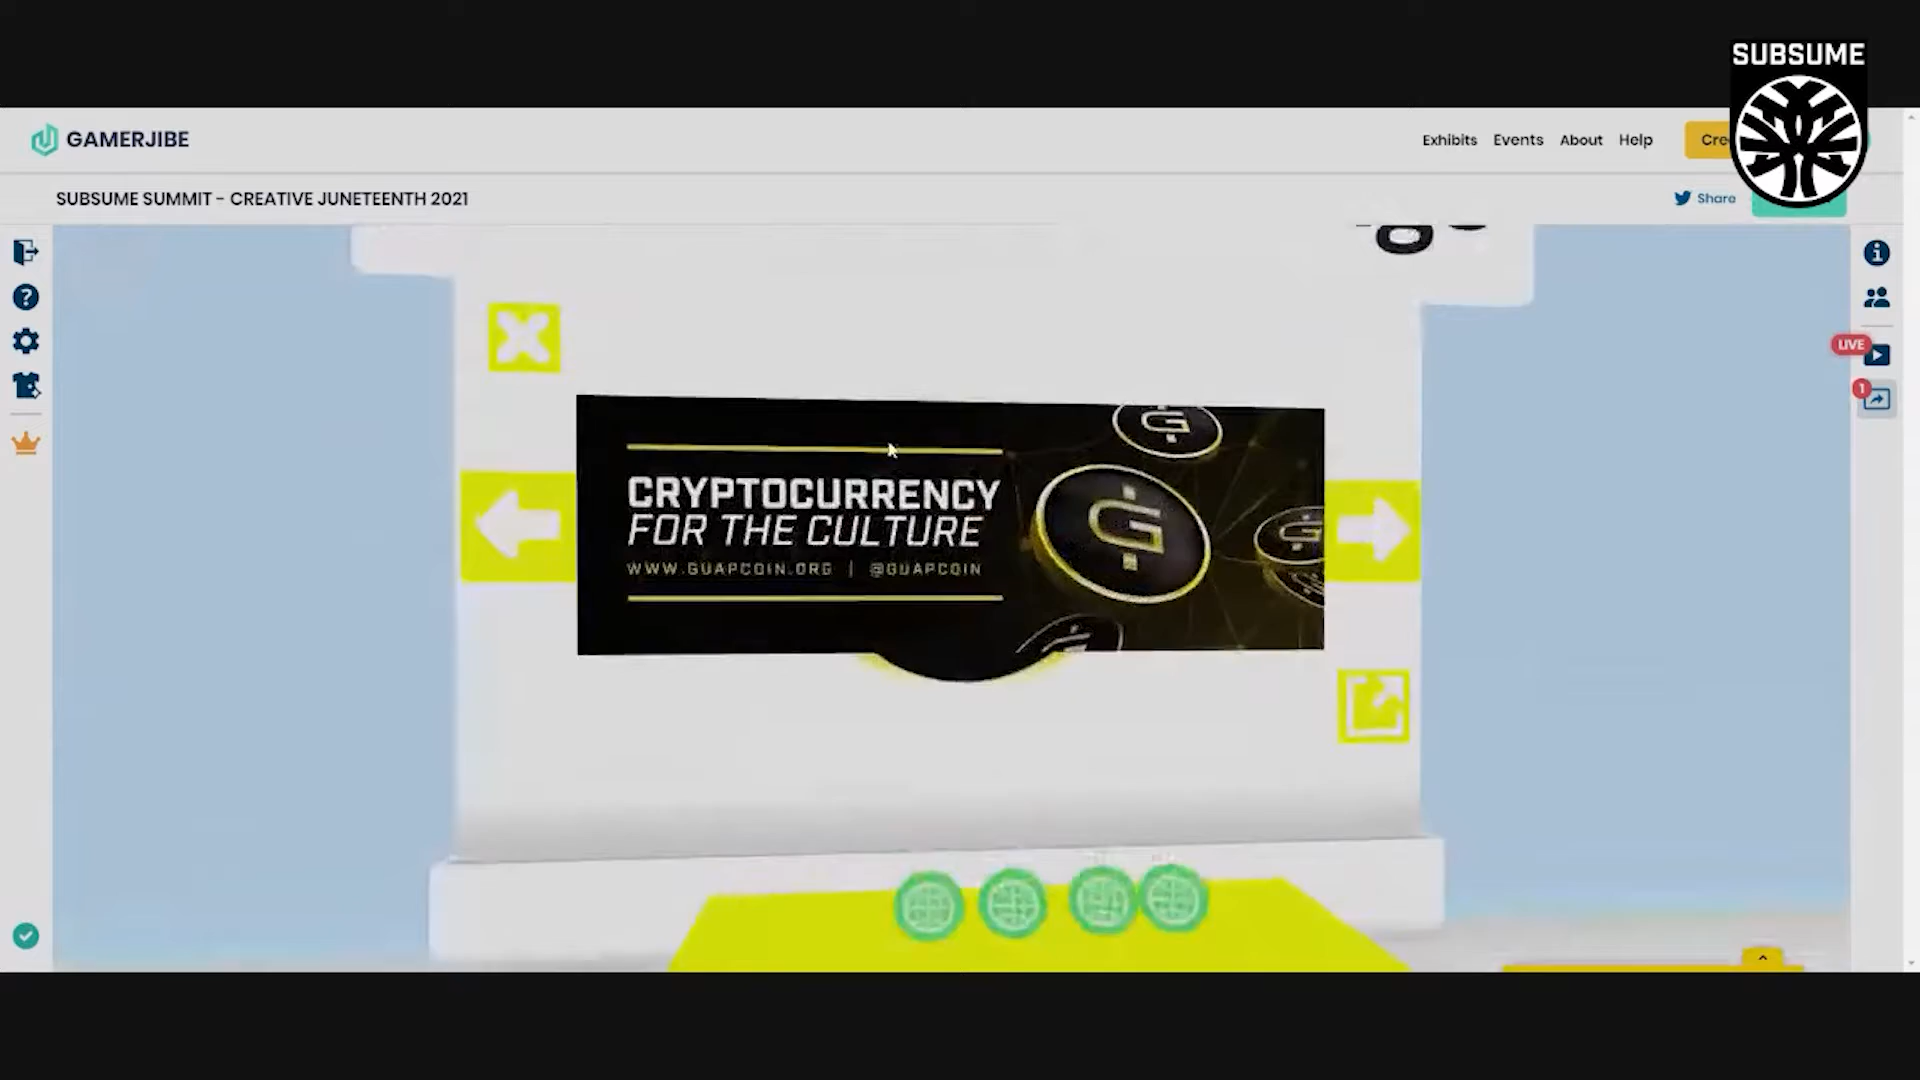 SUBSUME
GAMERJIBE
Exhibits Events About Help
SUBSUME SUMMIT - CREATIVE JUNETEENTH 2021
Share
LIVE
1
CRYPTOCURRENCY
FOR THE CULTURE
WWW.GUAPCOIN.ORG | @GUAPCOIN